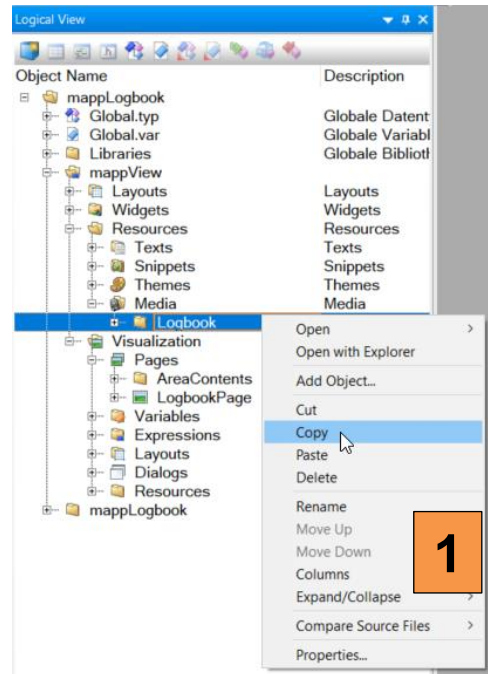 Logical View
Object Name Description
mappLogbook
Global.typ Globale Datent
Global.var Globale Variabl
Libraries Globale Biblioth
mappView
Layouts Layouts
Widgets Widgets
Resources Resources
Texts Texts
Snippets Snippets
Themes Themes
Media Media
Logbook
Visualization
Pages
AreaContents
LogbookPage
Variables
Expressions
Layouts
Dialogs
Resources
mappLogbook
Open
Open with Explorer
Add Object...
Cut
Copy
Paste
Delete
Rename
Move Up
Move Down
Columns
Expand/Collapse
Compare Source Files
Properties...
1